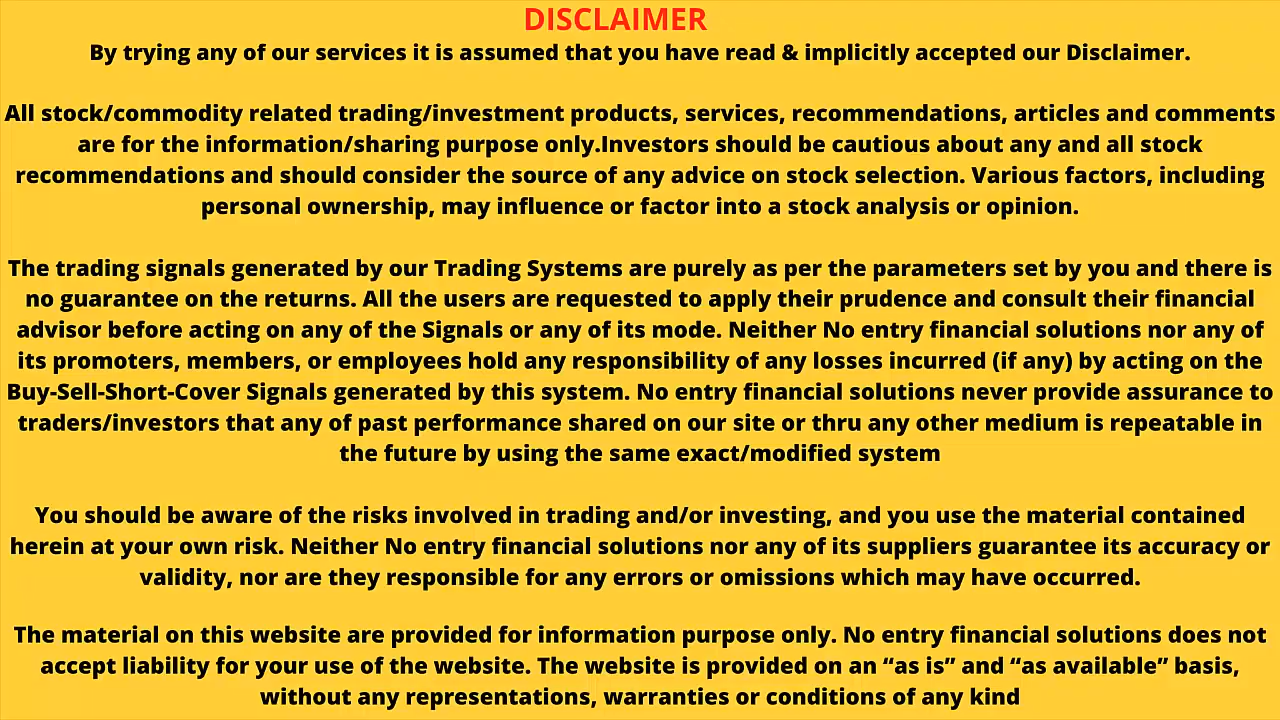 DISCLAIMER
By trying any of our services it is assumed that you have read & implicitly accepted our Disclaimer.
All stock/commodity related trading/investment products, services, recommendations, articles and comments
are for the information/sharing purpose only.Investors should be cautious about any and all stock
recommendations and should consider the source of any advice on stock selection. Various factors, including
personal ownership, may influence or factor into a stock analysis or opinion.
The trading signals generated by our Trading Systems are purely as per the parameters set by you and there is
no guarantee on the returns. All the users are requested to apply their prudence and consult their financial
advisor before acting on any of the Signals or any of its mode. Neither No entry financial solutions nor any of
its promoters, members, or employees hold any responsibility of any losses incurred (if any) by acting on the
Buy-Sell-Short-Cover Signals generated by this system. No entry financial solutions never provide assurance to
traders/investors that any of past performance shared on our site or thru any other medium is repeatable in
the future by using the same exact/modified system
You should be aware of the risks involved in trading and/or investing, and you use the material contained
herein at your own risk. Neither No entry financial solutions nor any of its suppliers guarantee its accuracy or
validity, nor are they responsible for any errors or omissions which may have occurred.
The material on this website are provided for information purpose only. No entry financial solutions does not
accept liability for your use of the website. The website is provided on an “as is” and “as available” basis,
without any representations, warranties or conditions of any kind